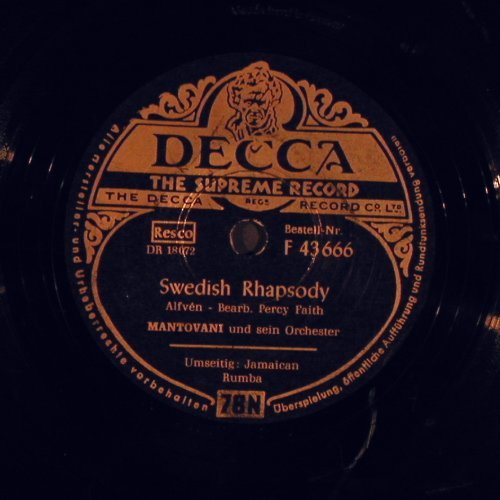 DECCA
THE SUPREME RECORD
THE DECCA REGD RECORD CO. LTD.
Resco
DR 18072
Bestell-Nr.
F 43666
Swedish Rhapsody
Alfvén - Bearb. Percy Faith
MANTOVANI und sein Orchester
Umseitig: Jamaican
Rumba
78N
Alle Hersteller- und Urheberrechte vorbehalten
Überspielung, öffentliche Aufführung und Rundfunksendung verboten